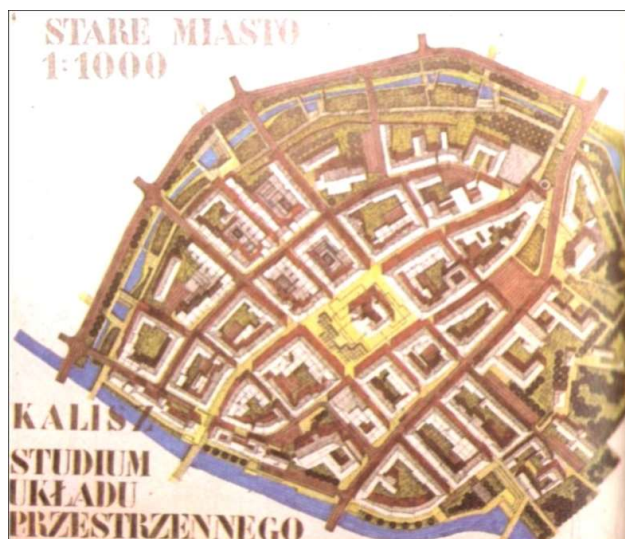 STARE MIASTO
1:1000
KALISZ
STUDIUM
UKŁADU
PRZESTRZENNEGO